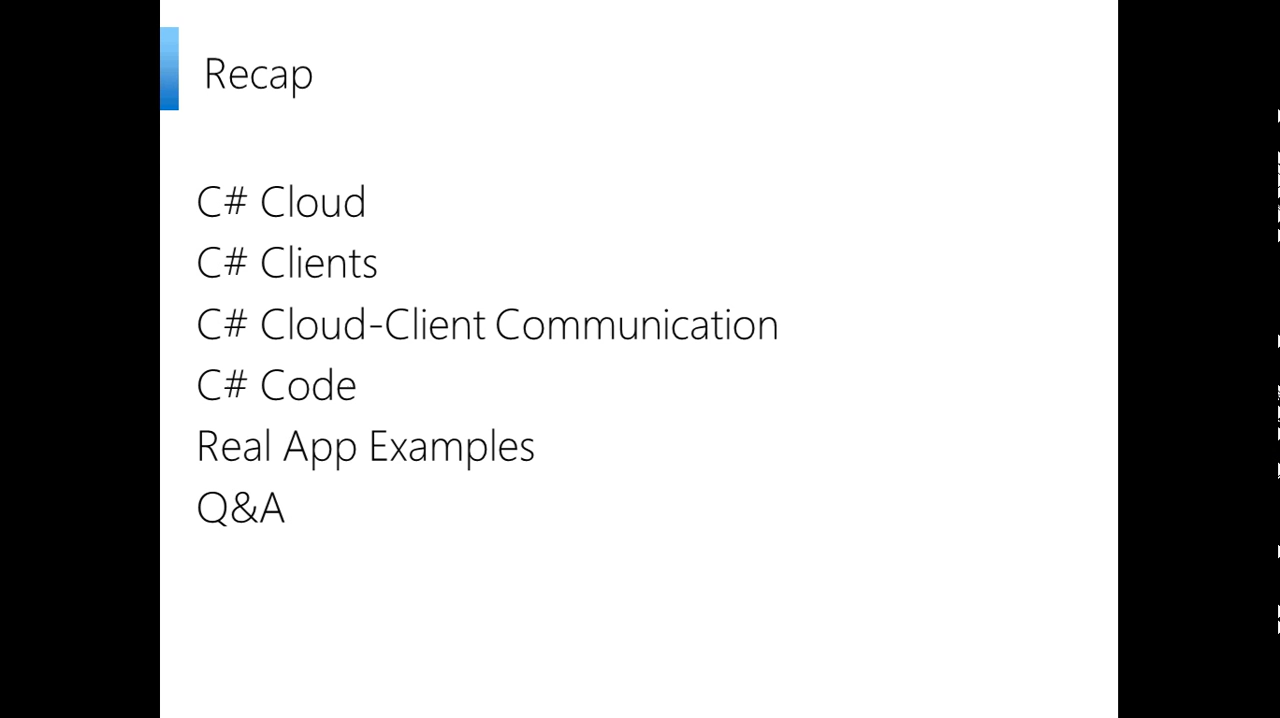 Recap
C# Cloud
C# Clients
C# Cloud-Client Communication
C# Code
Real App Examples
Q&A